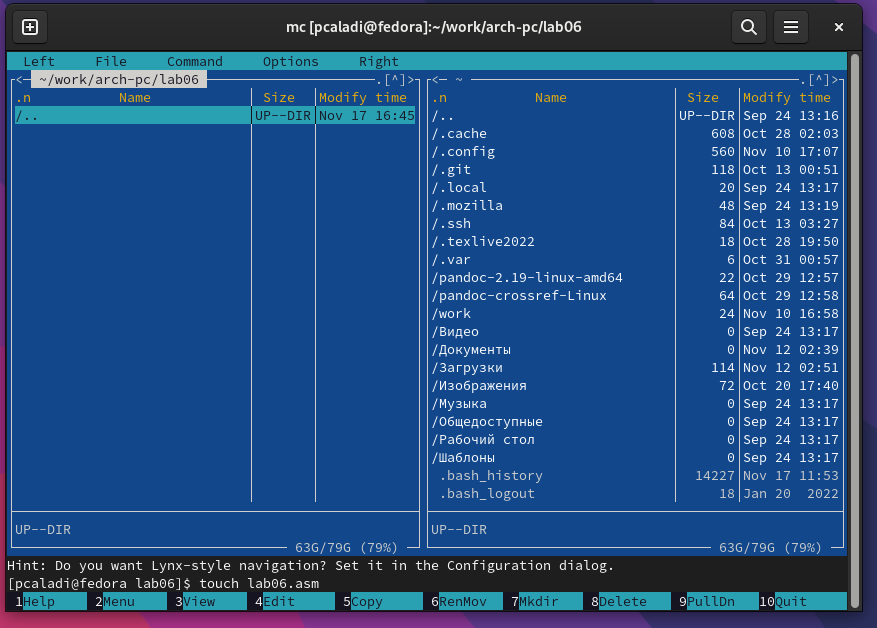 mc [pcaladi@fedora]:~/work/arch-pc/lab06
Left File Command Options Right
<─ ~/work/arch-pc/lab06 ─.[^]>
.n Name Size Modify time
/.. UP--DIR Nov 17 16:45
UP--DIR
63G/79G (79%)
<─ ~ ─.[^]>
.n Name Size Modify time
/.. UP--DIR Sep 24 13:16
/.cache 608 Oct 28 02:03
/.config 560 Nov 10 17:07
/.git 118 Oct 13 00:51
/.local 20 Sep 24 13:17
/.mozilla 48 Sep 24 13:19
/.ssh 84 Oct 13 03:27
/.texlive2022 18 Oct 28 19:50
/.var 6 Oct 31 00:57
/pandoc-2.19-linux-amd64 22 Oct 29 12:57
/pandoc-crossref-Linux 64 Oct 29 12:58
/work 24 Nov 10 16:58
/Видео 0 Sep 24 13:17
/Документы 0 Nov 12 02:39
/Загрузки 114 Nov 12 02:51
/Изображения 72 Oct 20 17:40
/Музыка 0 Sep 24 13:17
/Общедоступные 0 Sep 24 13:17
/Рабочий стол 0 Sep 24 13:17
/Шаблоны 0 Sep 24 13:17
.bash_history 14227 Nov 17 11:53
.bash_logout 18 Jan 20 2022
UP--DIR
63G/79G (79%)
Hint: Do you want Lynx-style navigation? Set it in the Configuration dialog.
[pcaladi@fedora lab06]$ touch lab06.asm
1Help 2Menu 3View 4Edit 5Copy 6RenMov 7Mkdir 8Delete 9PullDn 10Quit